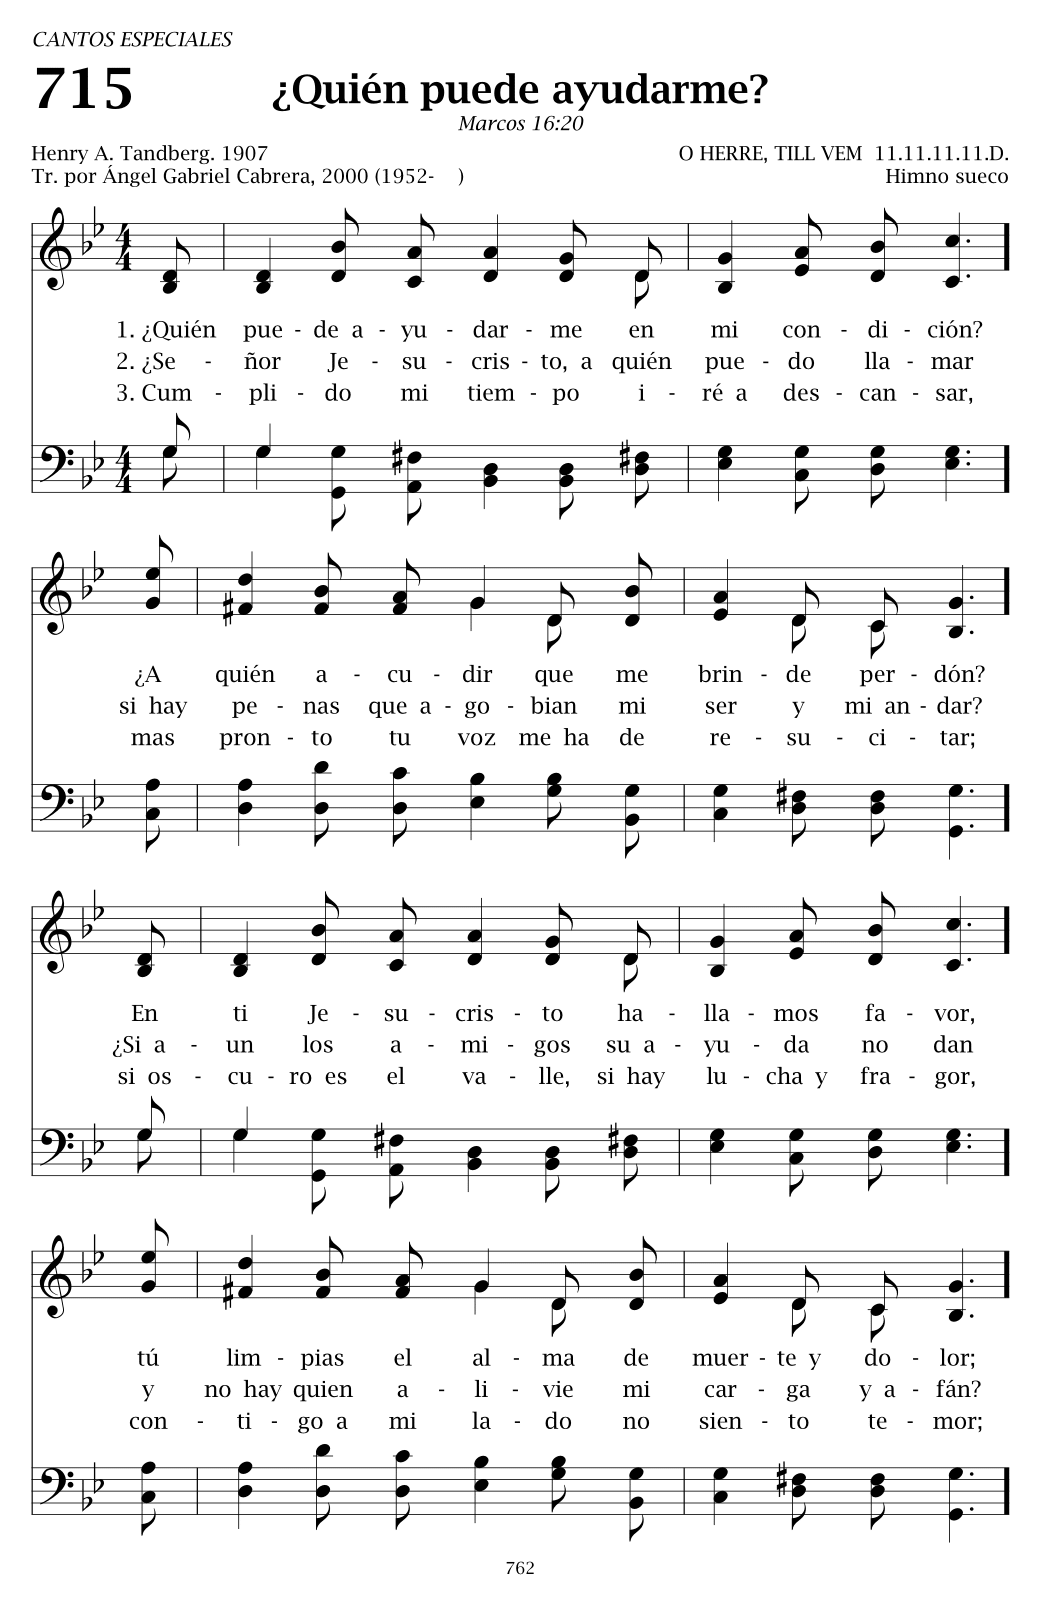 CANTOS ESPECIALES
715
¿Quién puede ayudarme?
Marcos 16:20
Henry A. Tandberg. 1907
O HERRE, TILL VEM 11.11.11.11.D.
Tr. por Ángel Gabriel Cabrera, 2000 (1952- )
Himno sueco
1. ¿Quién pue - de a - yu - dar - me en mi con - di - ción?
2. ¿Se - ñor Je - su - cris - to, a quién pue - do lla - mar
3. Cum - pli - do mi tiem - po i - ré a des - can - sar,
¿A quién a - cu - dir que me brin - de per - dón?
si hay pe - nas que a - go - bian mi ser y mi an - dar?
mas pron - to tu voz me ha de re - su - ci - tar;
En ti Je - su - cris - to ha - lla - mos fa - vor,
¿Si a - un los a - mi - gos su a - yu - da no dan
si os - cu - ro es el va - lle, si hay lu - cha y fra - gor,
tú lim - pias el al - ma de muer - te y do - lor;
y no hay quien a - li - vie mi car - ga y a - fán?
con - ti - go a mi la - do no sien - to te - mor;
762